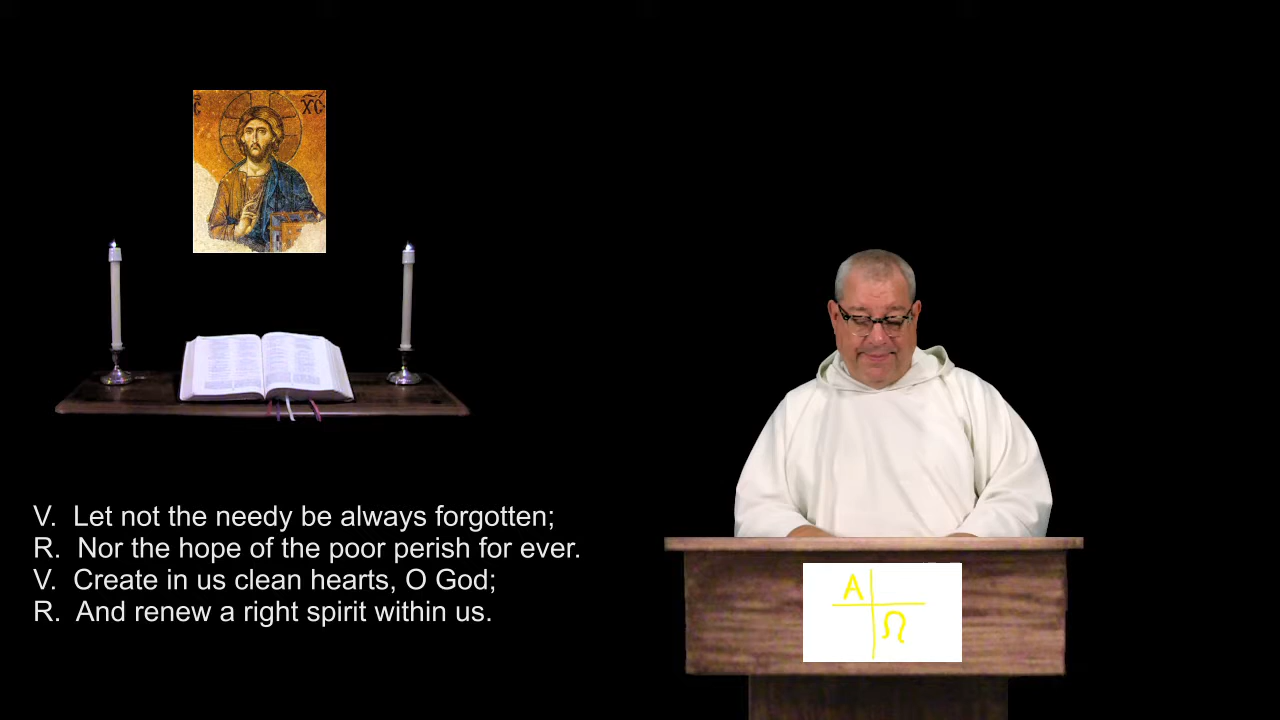 C XC
V. Let not the needy be always forgotten;
R. Nor the hope of the poor perish for ever.
V. Create in us clean hearts, O God;
R. And renew a right spirit within us.
A
Ω